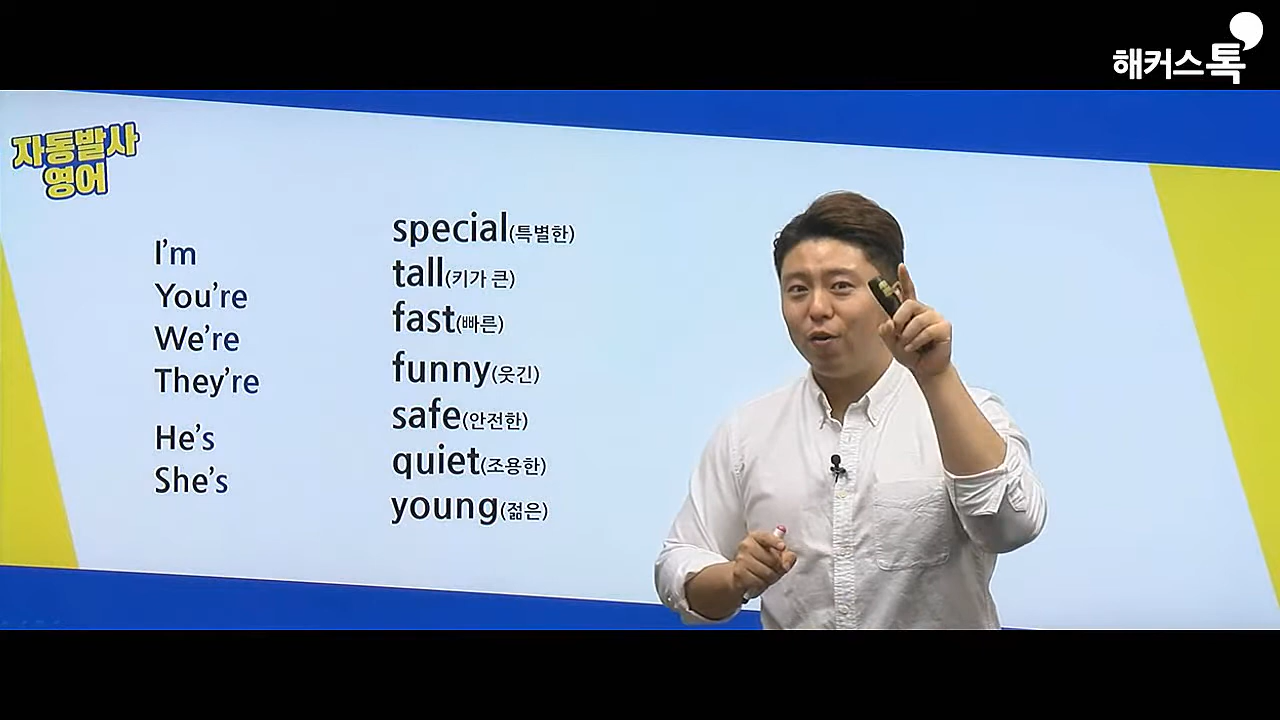 해커스톡
자동발사
영어
I'm
You're
We're
They're
He's
She's
special(특별한)
tall(키가 큰)
fast(빠른)
funny(웃긴)
safe(안전한)
quiet(조용한)
young(젊은)